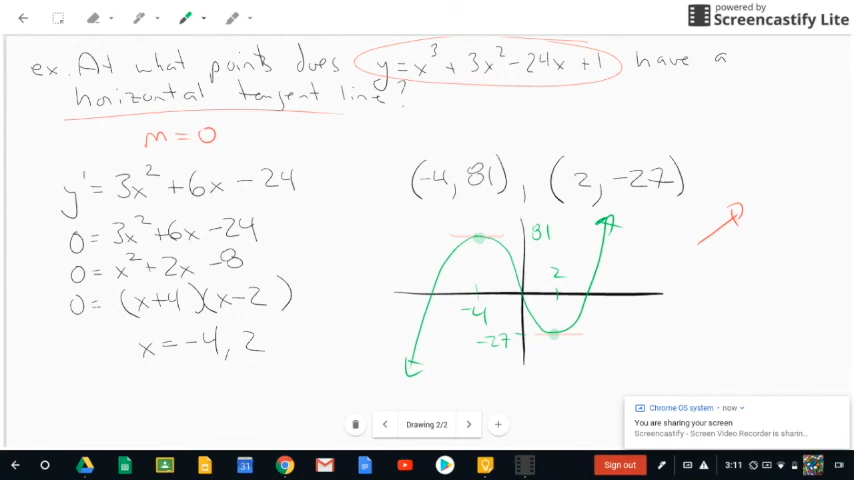 powered by
Screencastify Lite
ex. At what points does y = x³ + 3x² - 24x + 1 have a
horizontal tangent line?
m = 0
y' = 3x² + 6x - 24
0 = 3x² + 6x - 24
0 = x² + 2x - 8
0 = (x+4)(x-2)
x = -4, 2
(-4, 81), (2, -27)
81
2
-4
-27
Drawing 2/2
Chrome OS system • now
You are sharing your screen
Screencastify - Screen Video Recorder is sharin...
31
Sign out
3:11